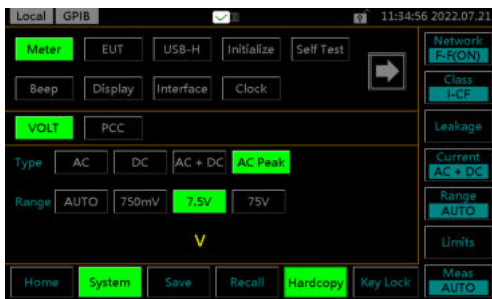 Local GPIB 11:34:56 2022.07.21
Meter EUT USB-H Initialize Self Test
Beep Display Interface Clock
VOLT PCC
Type AC DC AC + DC AC Peak
Range AUTO 750mV 7.5V 75V
V
Network
F-F(ON)
Class
I-CF
Leakage
Current
AC + DC
Range
AUTO
Limits
Meas
AUTO
Home System Save Recall Hardcopy Key Lock